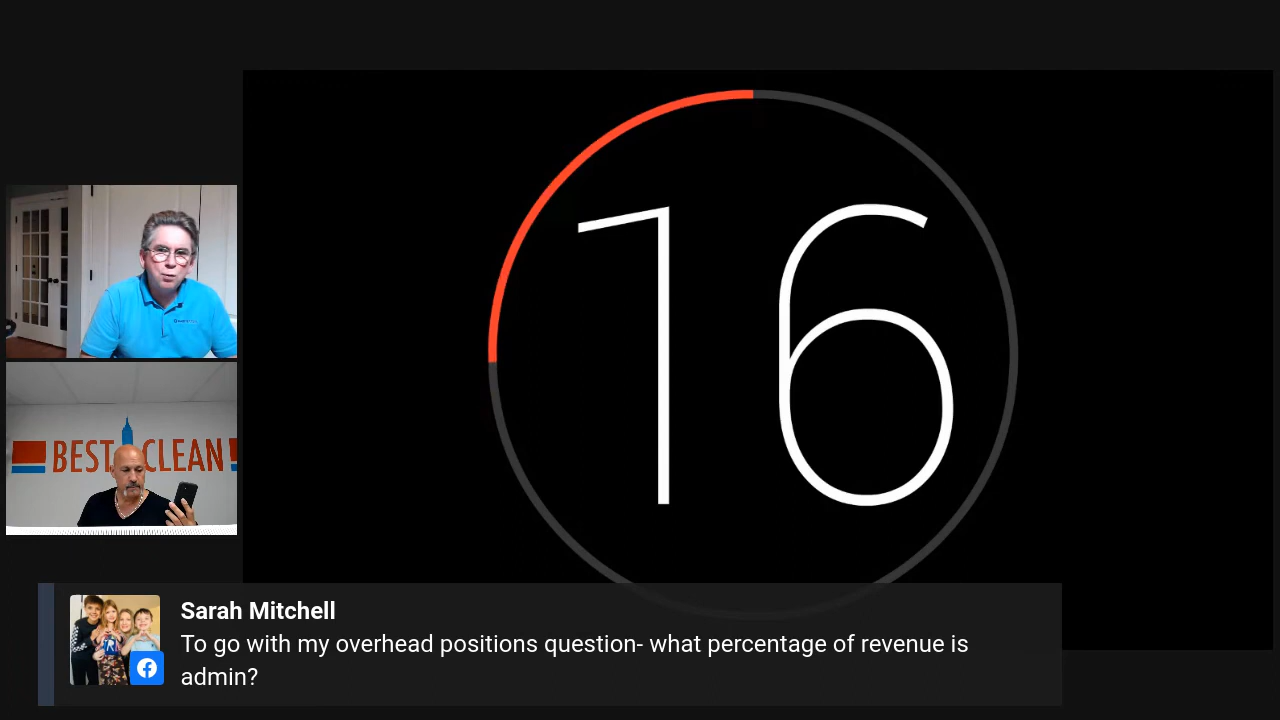 16
BEST CLEAN!
Sarah Mitchell
To go with my overhead positions question- what percentage of revenue is
admin?